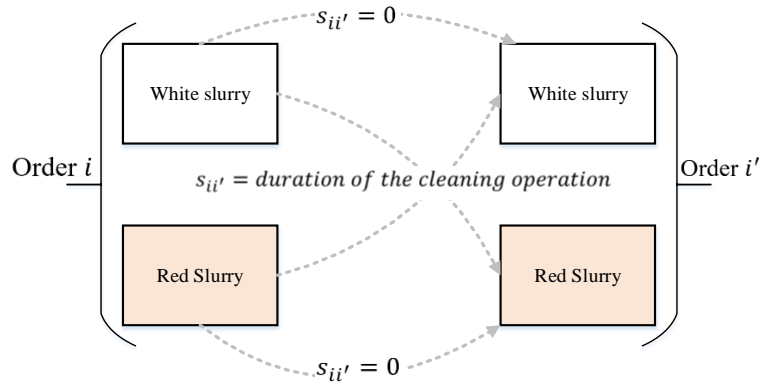 s_{ii'} = 0
White slurry
White slurry
Order i
s_{ii'} = duration of the cleaning operation
Order i'
Red Slurry
Red Slurry
s_{ii'} = 0